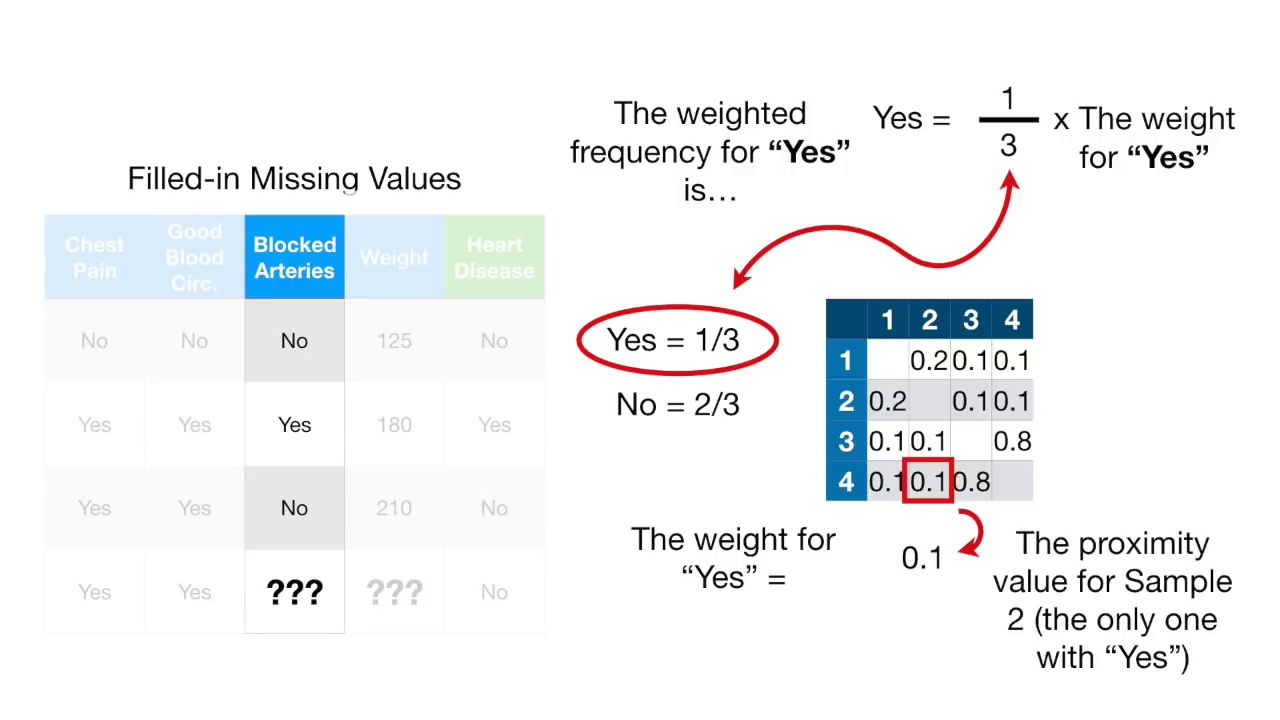 The weighted
frequency for “Yes”
is…
Yes =
1
3
x The weight
for “Yes”
Filled-in Missing Values
Chest Pain
Good Blood Circ.
Blocked Arteries
Weight
Heart Disease
No No No 125 No
Yes Yes Yes 180 Yes
Yes Yes No 210 No
Yes Yes ??? ??? No
Yes = 1/3
No = 2/3
1 2 3 4
1 0.2 0.1 0.1
2 0.2 0.1 0.1
3 0.1 0.1 0.8
4 0.1 0.1 0.8
The weight for
“Yes” =
0.1
The proximity
value for Sample
2 (the only one
with “Yes”)